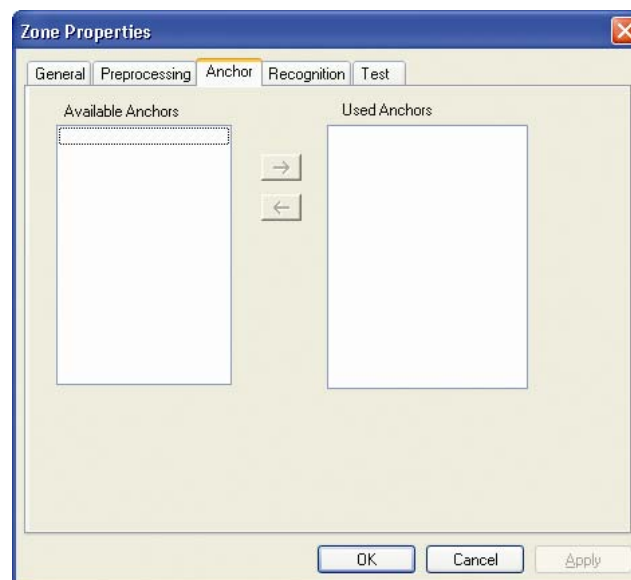 Zone Properties
General Preprocessing Anchor Recognition Test
Available Anchors Used Anchors
OK Cancel Apply